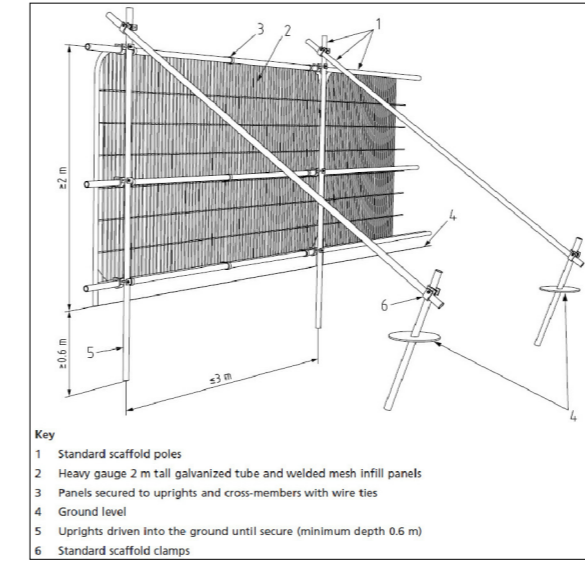 3
2
1
≥2 m
4
6
≥0.6 m
5
≤3 m
4
Key
1 Standard scaffold poles
2 Heavy gauge 2 m tall galvanized tube and welded mesh infill panels
3 Panels secured to uprights and cross-members with wire ties
4 Ground level
5 Uprights driven into the ground until secure (minimum depth 0.6 m)
6 Standard scaffold clamps